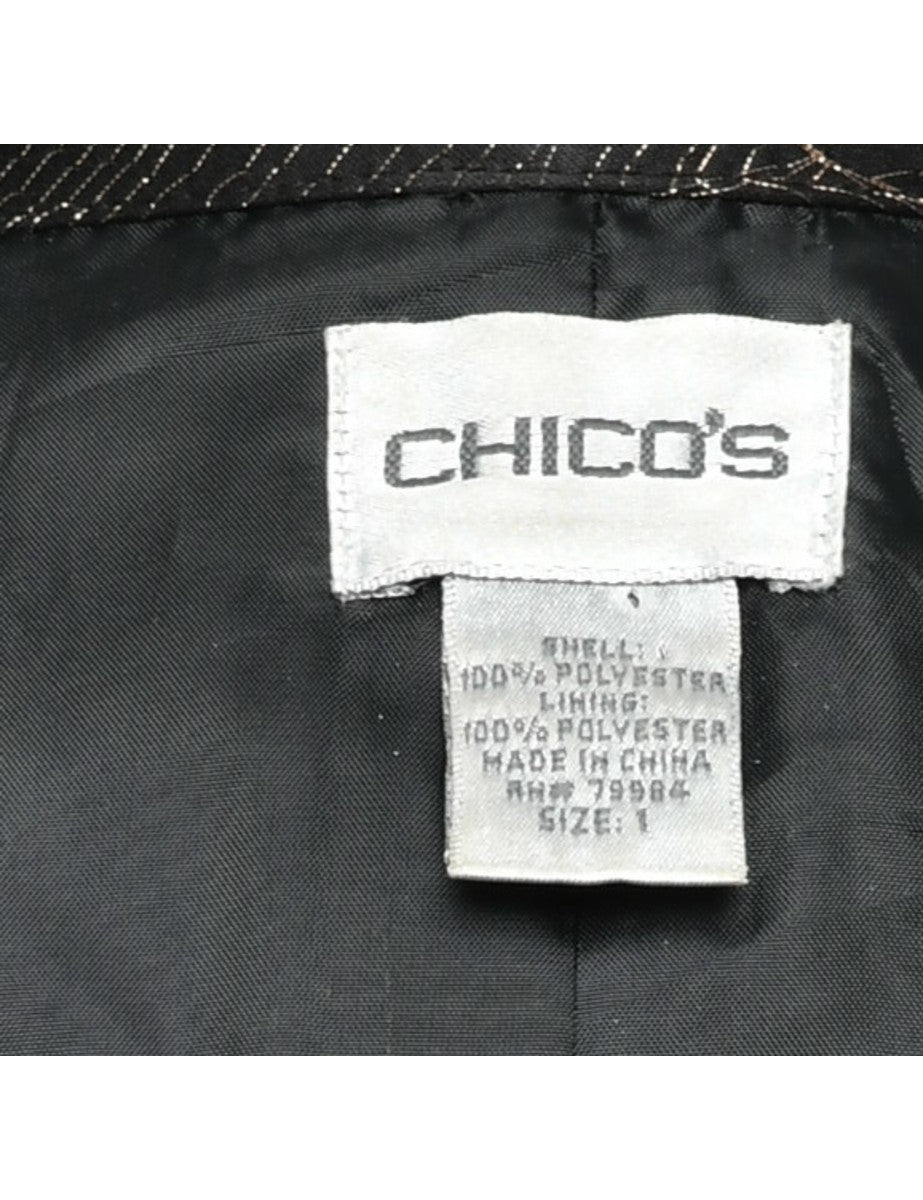 CHICO'S
SHELL:
100% POLYESTER
LINING:
100% POLYESTER
MADE IN CHINA
RN# 79984
SIZE: 1